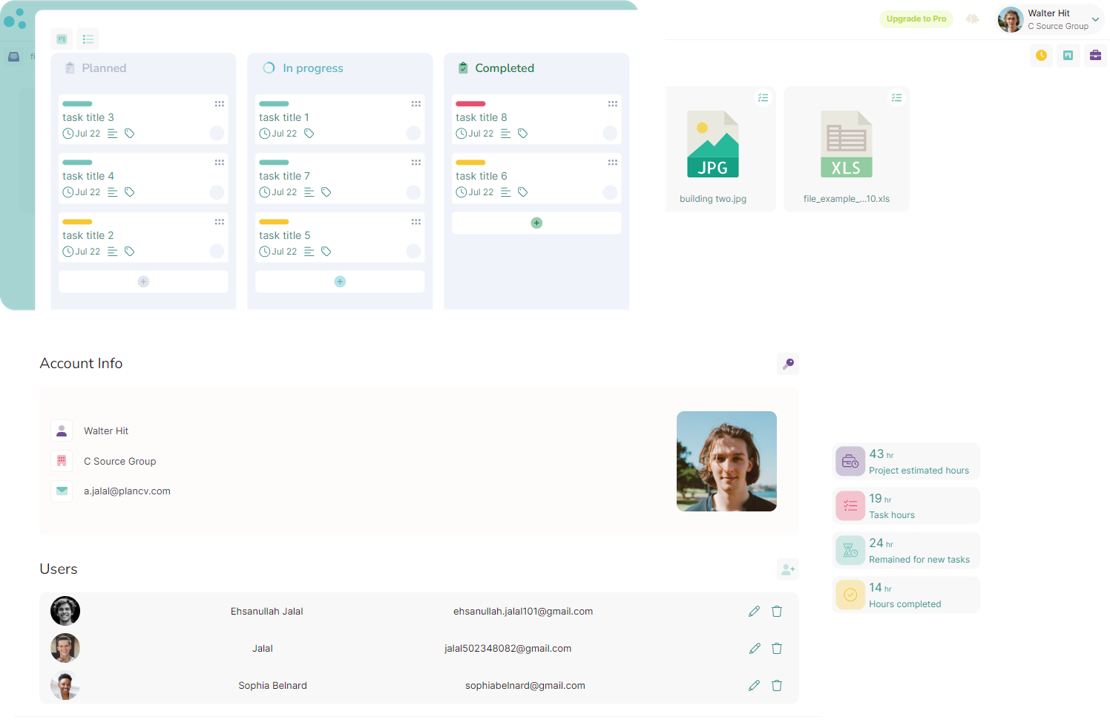 Upgrade to Pro
Walter Hit
C Source Group
Planned
In progress
Completed
task title 3
Jul 22
task title 4
Jul 22
task title 2
Jul 22
task title 1
Jul 22
task title 7
Jul 22
task title 5
Jul 22
task title 8
Jul 22
task title 6
Jul 22
JPG
building two.jpg
XLS
file_example_...10.xls
Account Info
Walter Hit
C Source Group
a.jalal@plancv.com
43 hr
Project estimated hours
19 hr
Task hours
24 hr
Remained for new tasks
14 hr
Hours completed
Users
Ehsanullah Jalal ehsanullah.jalal101@gmail.com
Jalal jalal502348082@gmail.com
Sophia Belnard sophiabelnard@gmail.com